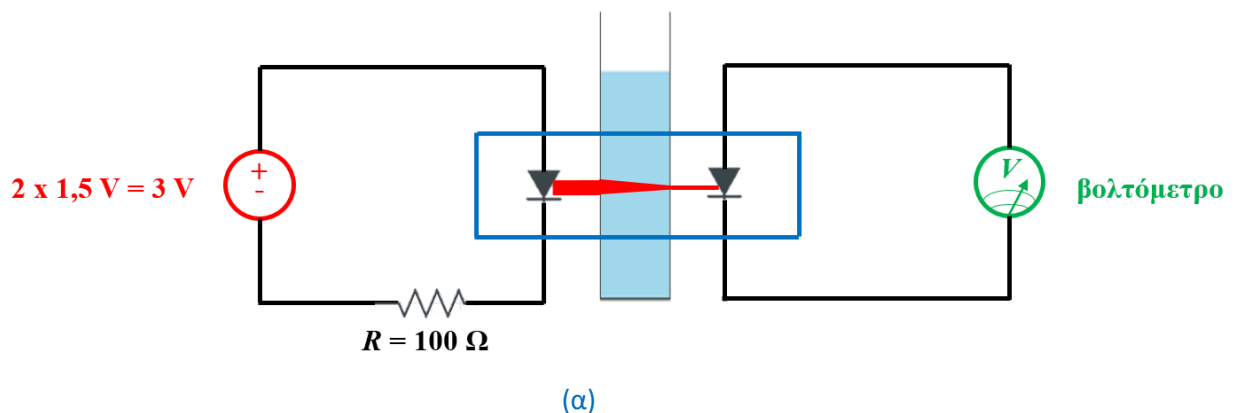 +
-
2 x 1,5 V = 3 V
V
βολτόμετρο
R = 100 Ω
(α)